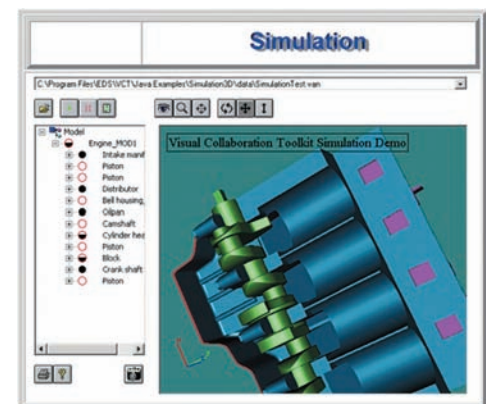 Simulation
C:\Program Files\EDS\VCT\Java Examples\Simulation3D\data\SimulationTest.van
Visual Collaboration Toolkit Simulation Demo
Model
Engine_MOD1
Intake manif
Piston
Piston
Distributor
Bell housing,
Oilpan
Camshaft
Cylinder hea
Piston
Block
Crank shaft
Piston